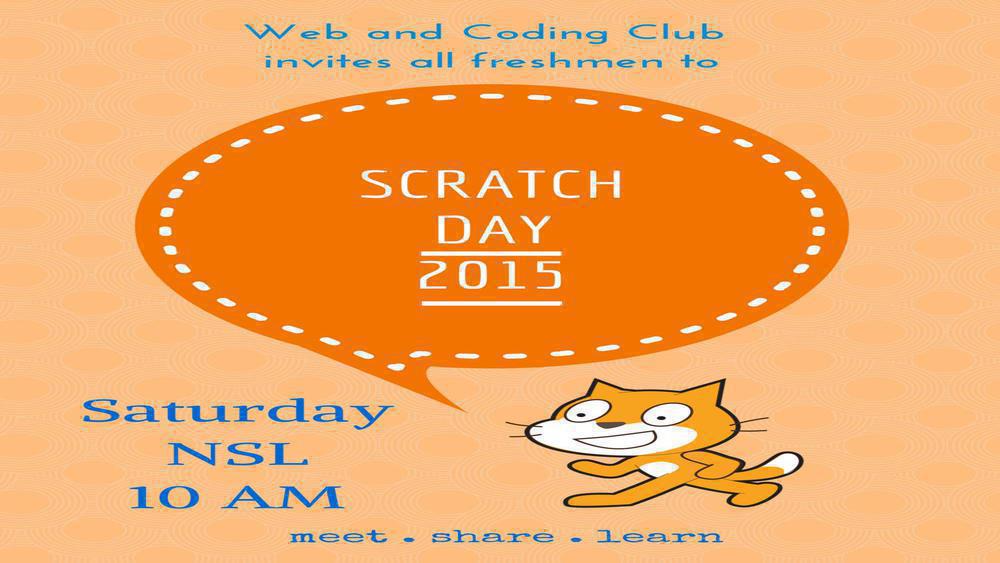 Web and Coding Club
invites all freshmen to
SCRATCH
DAY
2015
Saturday
NSL
10 AM
meet . share . learn